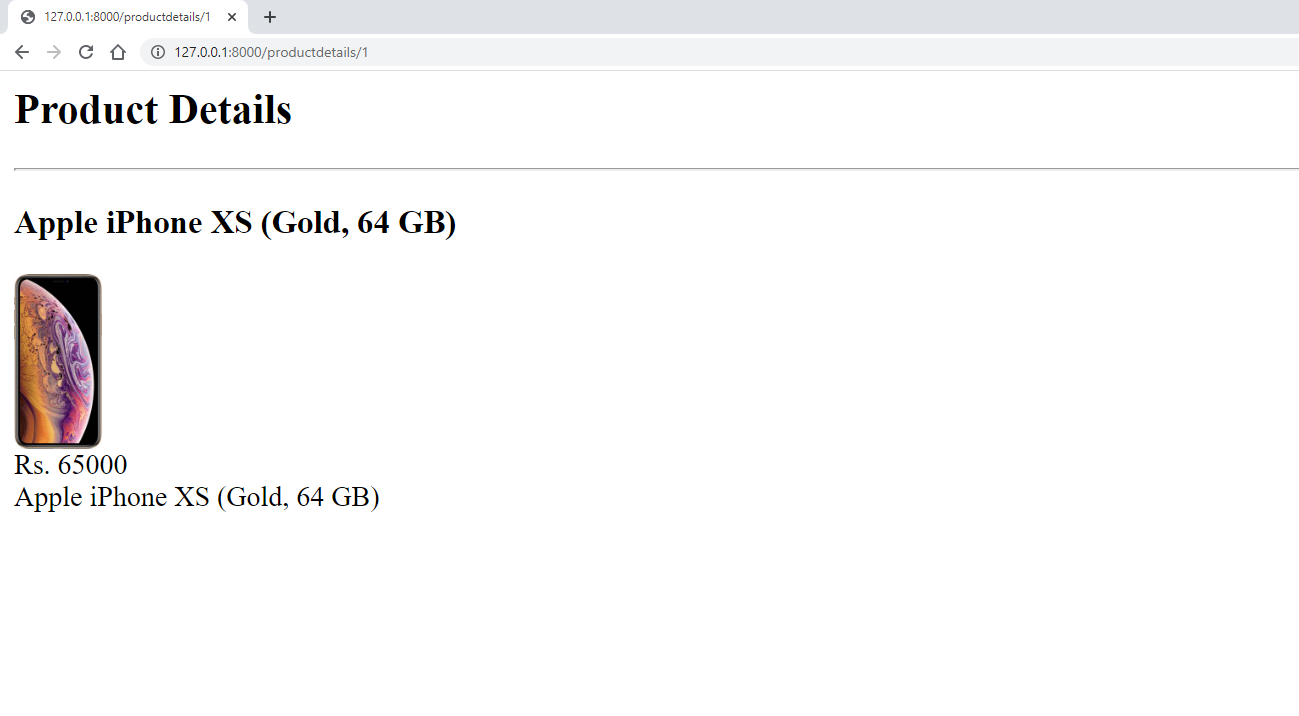 127.0.0.1:8000/productdetails/1
127.0.0.1:8000/productdetails/1
Product Details
Apple iPhone XS (Gold, 64 GB)
Rs. 65000
Apple iPhone XS (Gold, 64 GB)